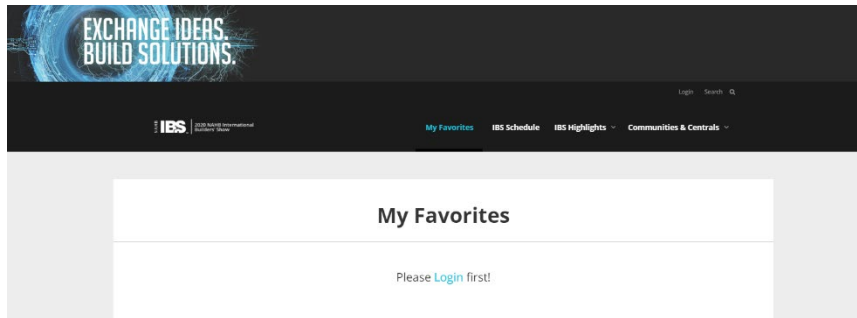 EXCHANGE IDEAS.
BUILD SOLUTIONS.
Login Search
NAHB IBS 2020 NAHB International
Builders' Show
My Favorites IBS Schedule IBS Highlights Communities & Centrals
My Favorites
Please Login first!